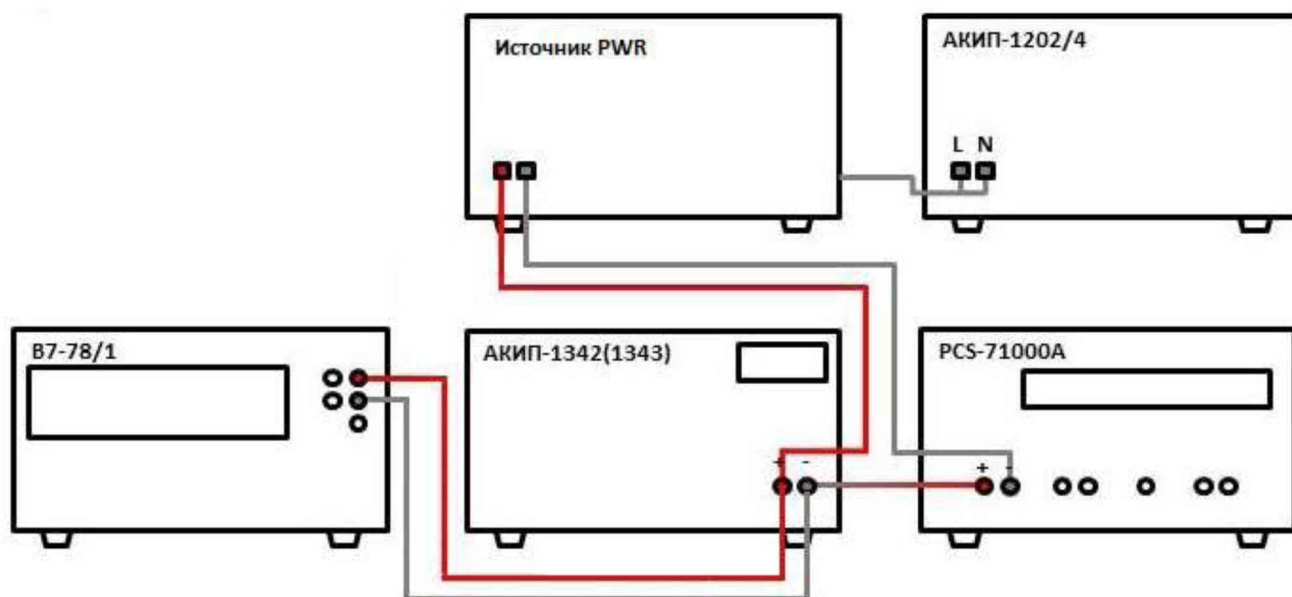 Источник PWR
АКИП-1202/4
L N
В7-78/1
АКИП-1342(1343)
PCS-71000A
+ -
+ -